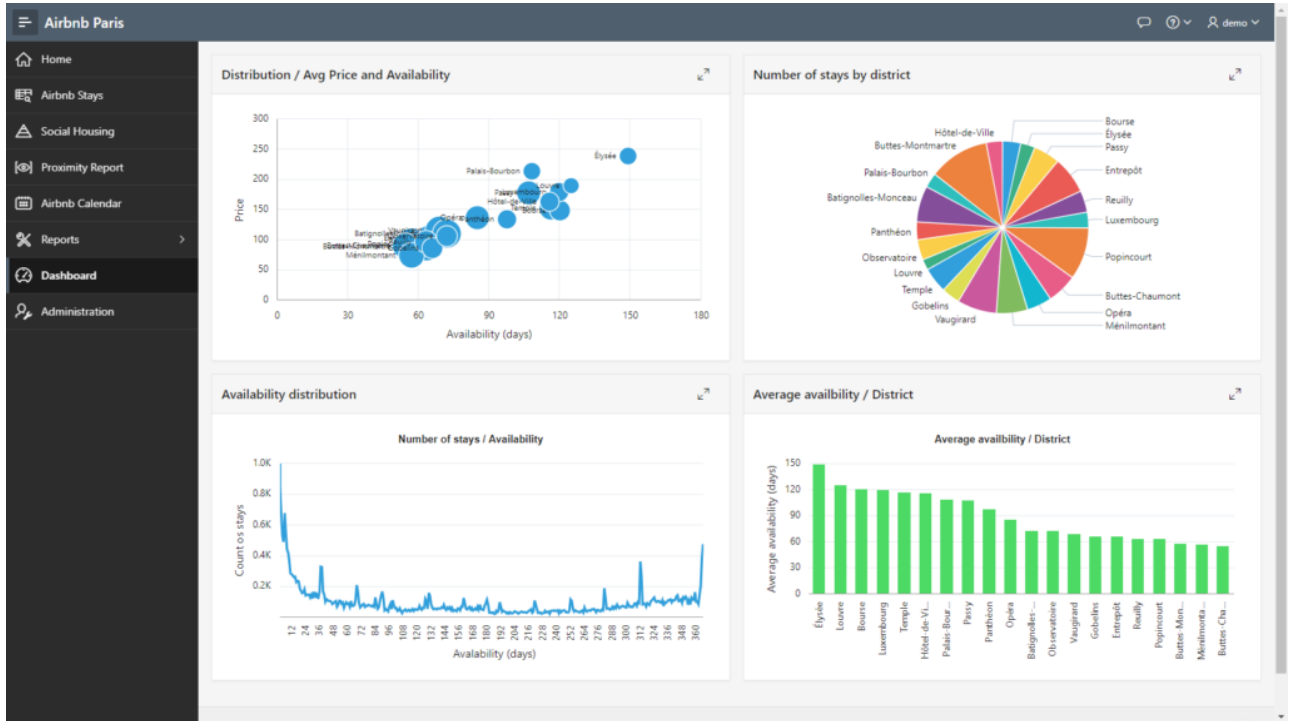 Airbnb Paris
demo
Home
Airbnb Stays
Social Housing
Proximity Report
Airbnb Calendar
Reports
Dashboard
Administration
Distribution / Avg Price and Availability
300
250
200
150
100
50
0
Price
Élysée
Palais-Bourbon
Louvre
Hôtel-de-Ville
Opéra
Panthéon
Ménilmontant
0 30 60 90 120 150 180
Availability (days)
Number of stays by district
Bourse
Élysée
Passy
Entrepôt
Reuilly
Luxembourg
Popincourt
Buttes-Chaumont
Opéra
Ménilmontant
Hôtel-de-Ville
Buttes-Montmartre
Palais-Bourbon
Batignolles-Monceau
Panthéon
Observatoire
Louvre
Temple
Gobelins
Vaugirard
Availability distribution
Number of stays / Availability
1.0K
0.8K
0.6K
0.4K
0.2K
Count os stays
12 24 36 48 60 72 84 96 108 120 132 144 156 168 180 192 204 216 228 240 252 264 276 288 300 312 324 336 348 360
Availability (days)
Average availbility / District
Average availbility / District
150
120
90
60
30
0
Average availability (days)
Élysée
Louvre
Bourse
Luxembourg
Temple
Hôtel-de-Vi...
Palais-Bour...
Passy
Panthéon
Opéra
Batignolles-...
Observatoire
Vaugirard
Gobelins
Entrepôt
Reuilly
Popincourt
Buttes-Mon...
Ménilmonta...
Buttes-Cha...